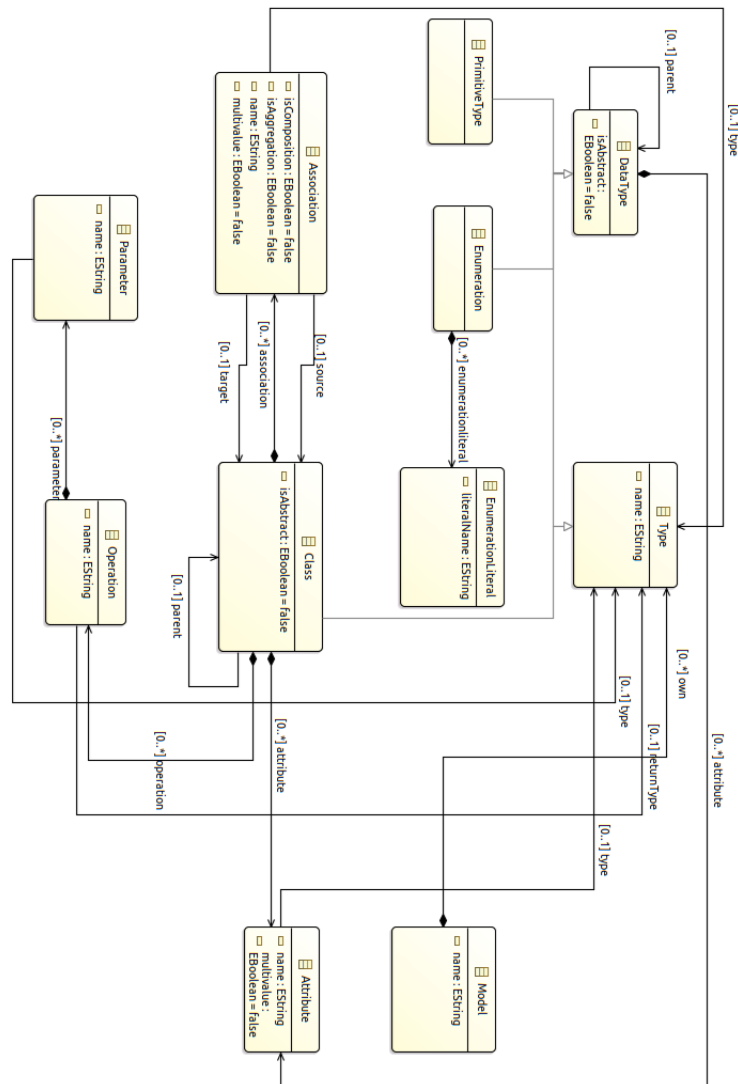 [0..1] type
[0..1] parent
DataType
isAbstract :
EBoolean = false
PrimitiveType
Enumeration
[0..*] enumerationliteral
EnumerationLiteral
literalName : EString
Type
name : EString
Association
isComposition : EBoolean = false
isAggregation : EBoolean = false
name : EString
multivalue : EBoolean = false
[0..1] source
[0..*] association
[0..1] target
Class
isAbstract : EBoolean = false
[0..1] parent
Parameter
name : EString
[0..*] parameter
Operation
name : EString
[0..*] operation
[0..*] attribute
[0..1] type
[0..1] returnType
[0..*] own
[0..*] attribute
[0..1] type
Attribute
name : EString
multivalue :
EBoolean = false
Model
name : EString